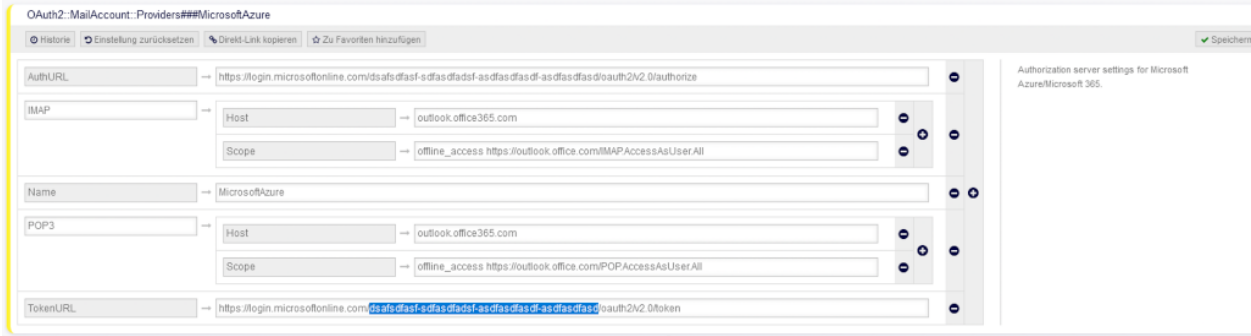 OAuth2::MailAccount::Providers###MicrosoftAzure
Historie Einstellung zurücksetzen Direkt-Link kopieren Zu Favoriten hinzufügen Speichern
AuthURL https://login.microsoftonline.com/dsafsdfasf-sdfasdfadsf-asdfasdfasdf-asdfasdfasd/oauth2/v2.0/authorize
Authorization server settings for Microsoft
Azure/Microsoft 365.
IMAP
Host outlook.office365.com
Scope offline_access https://outlook.office.com/IMAP.AccessAsUser.All
Name MicrosoftAzure
POP3
Host outlook.office365.com
Scope offline_access https://outlook.office.com/POP.AccessAsUser.All
TokenURL https://login.microsoftonline.com/dsafsdfasf-sdfasdfadsf-asdfasdfasdf-asdfasdfasd/oauth2/v2.0/token